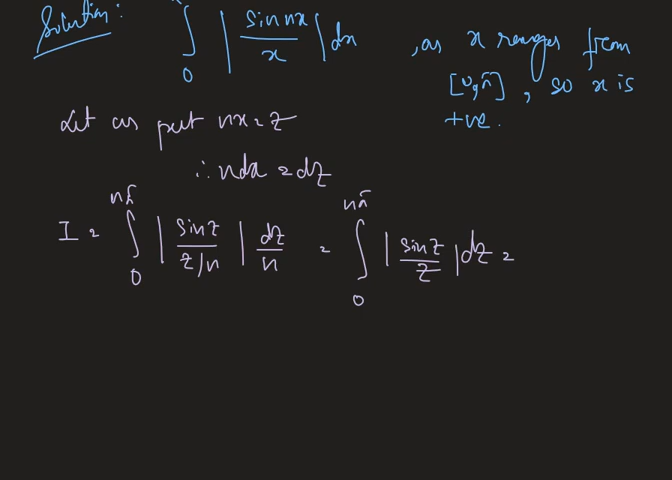 Solution: ∫₀ | sin nx / x | dx , as x ranges from
[0, π], so x is
+ve.
Let us put nx = z
∴ ndx = dz
I = ∫₀^{nπ} | sin z / z/n | dz/n = ∫₀^{nπ} | sin z / z | dz =